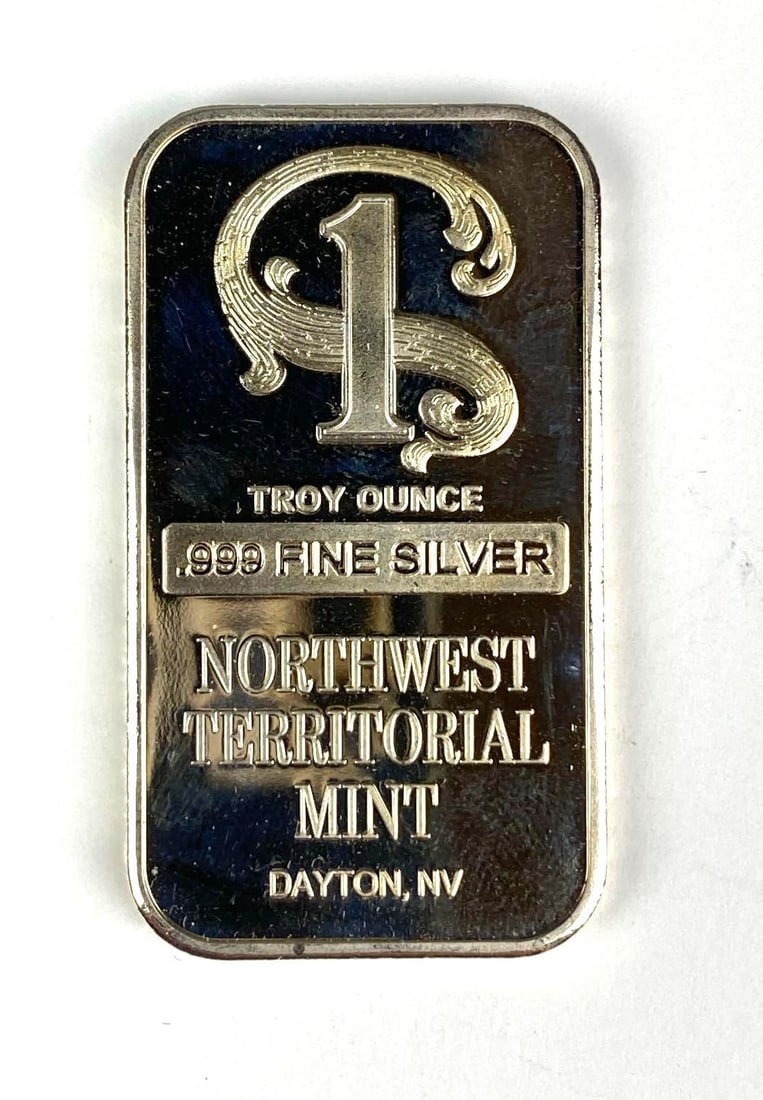 1
TROY OUNCE
.999 FINE SILVER
NORTHWEST
TERRITORIAL
MINT
DAYTON, NV